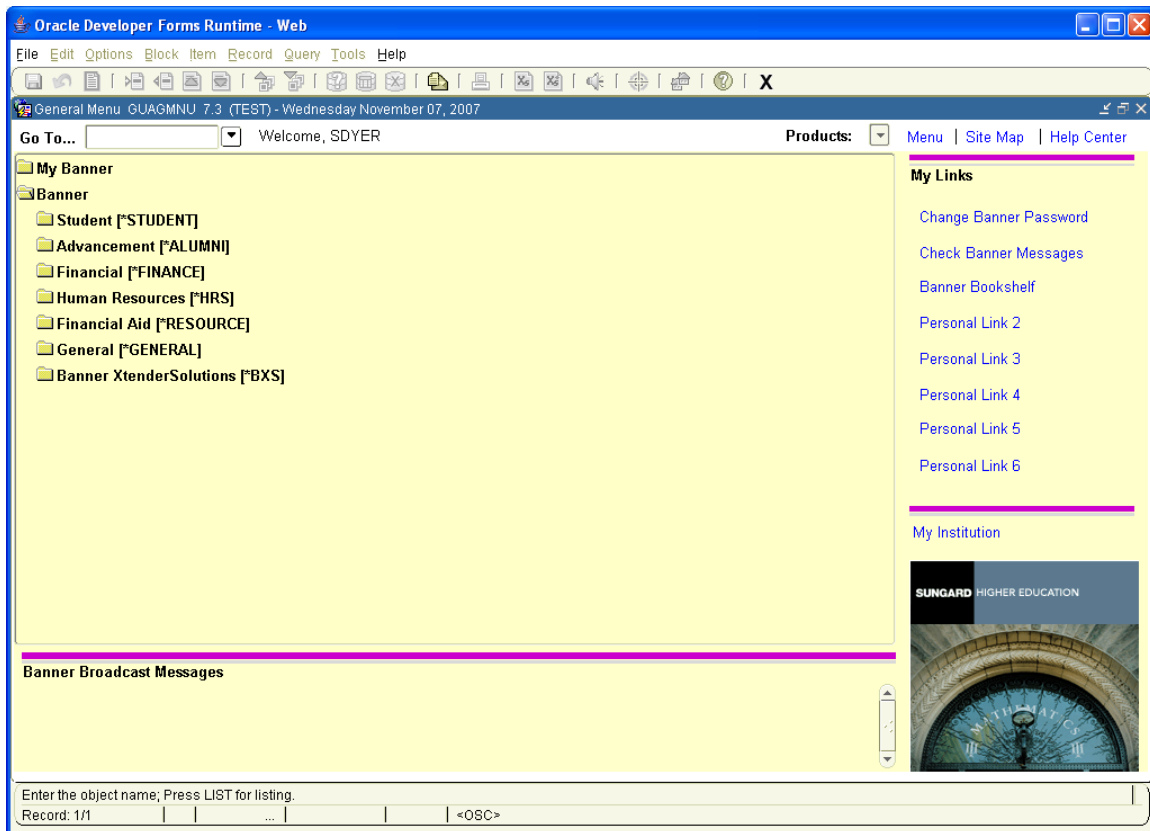 Oracle Developer Forms Runtime - Web
File Edit Options Block Item Record Query Tools Help
X
General Menu GUAGMNU 7.3 (TEST) - Wednesday November 07, 2007
Go To... Welcome, SDYER Products: Menu | Site Map | Help Center
My Banner
Banner
Student [*STUDENT]
Advancement [*ALUMNI]
Financial [*FINANCE]
Human Resources [*HRS]
Financial Aid [*RESOURCE]
General [*GENERAL]
Banner XtenderSolutions [*BXS]
My Links
Change Banner Password
Check Banner Messages
Banner Bookshelf
Personal Link 2
Personal Link 3
Personal Link 4
Personal Link 5
Personal Link 6
My Institution
SUNGARD HIGHER EDUCATION
MATHEMATICS
Banner Broadcast Messages
Enter the object name; Press LIST for listing.
Record: 1/1 ... <OSC>